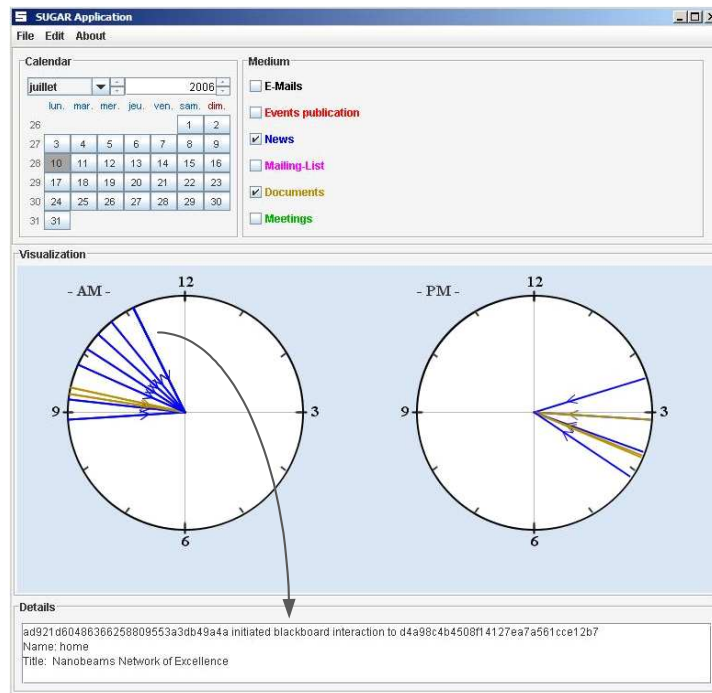 SUGAR Application
File Edit About
Calendar
juillet 2006
lun. mar. mer. jeu. ven. sam. dim.
26 1 2
27 3 4 5 6 7 8 9
28 10 11 12 13 14 15 16
29 17 18 19 20 21 22 23
30 24 25 26 27 28 29 30
31 31
Medium
E-Mails
Events publication
News
Mailing-List
Documents
Meetings
Visualization
- AM -
12
9
3
6
- PM -
12
9
3
6
Details
ad921d60486366258809553a3db49a4a initiated blackboard interaction to d4a98c4b4508f14127ea7a561cce12b7
Name: home
Title: Nanobeams Network of Excellence